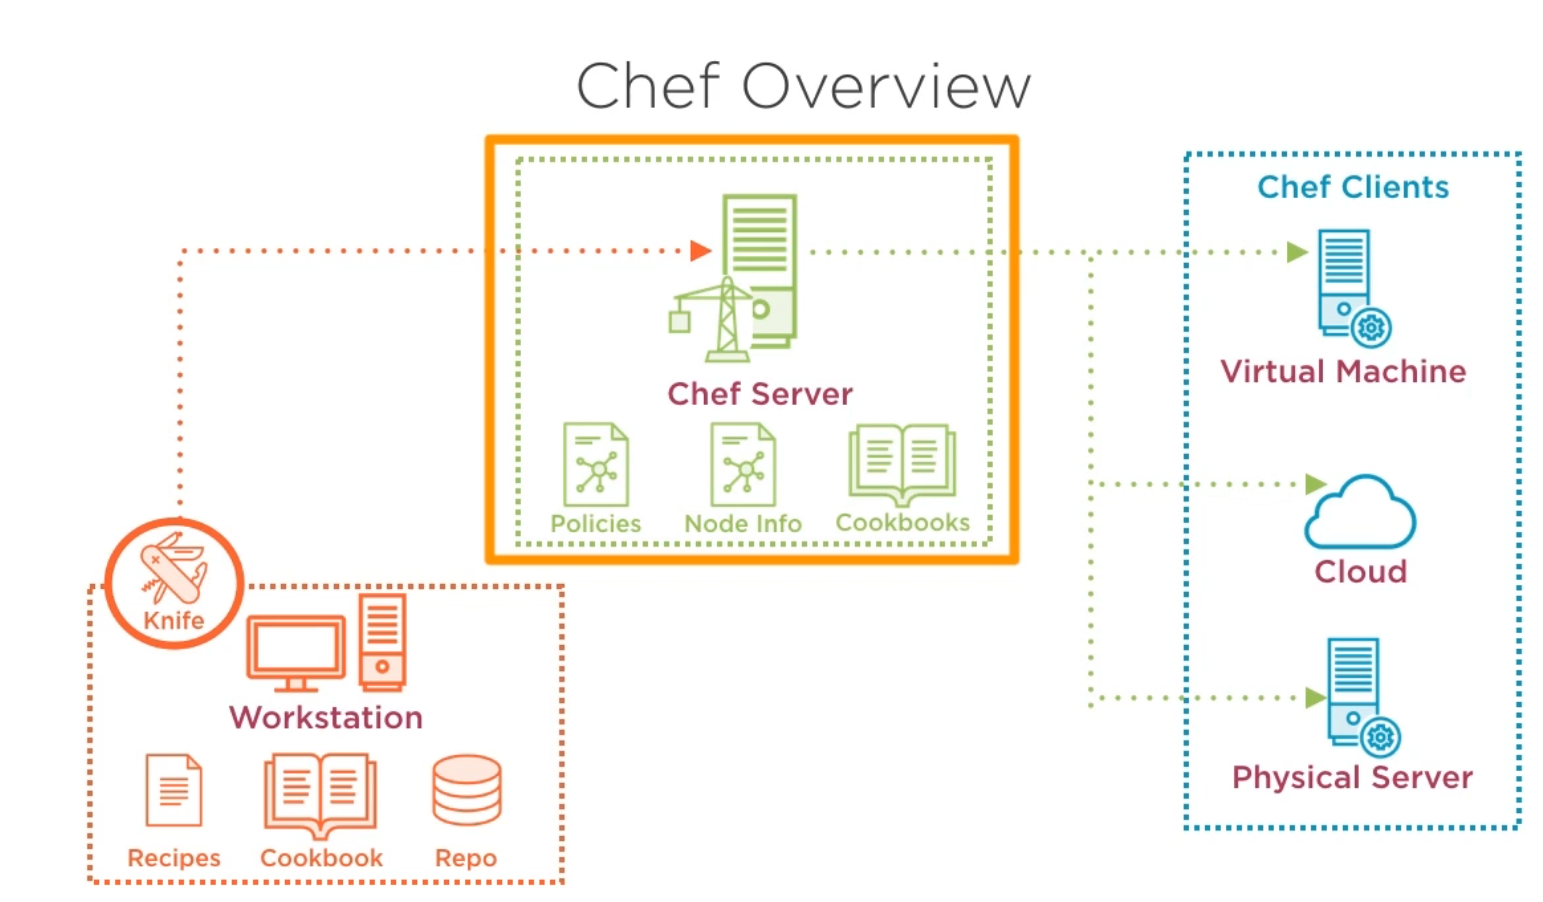 Chef Overview
Chef Server
Policies
Node Info
Cookbooks
Chef Clients
Virtual Machine
Cloud
Physical Server
Knife
Workstation
Recipes
Cookbook
Repo